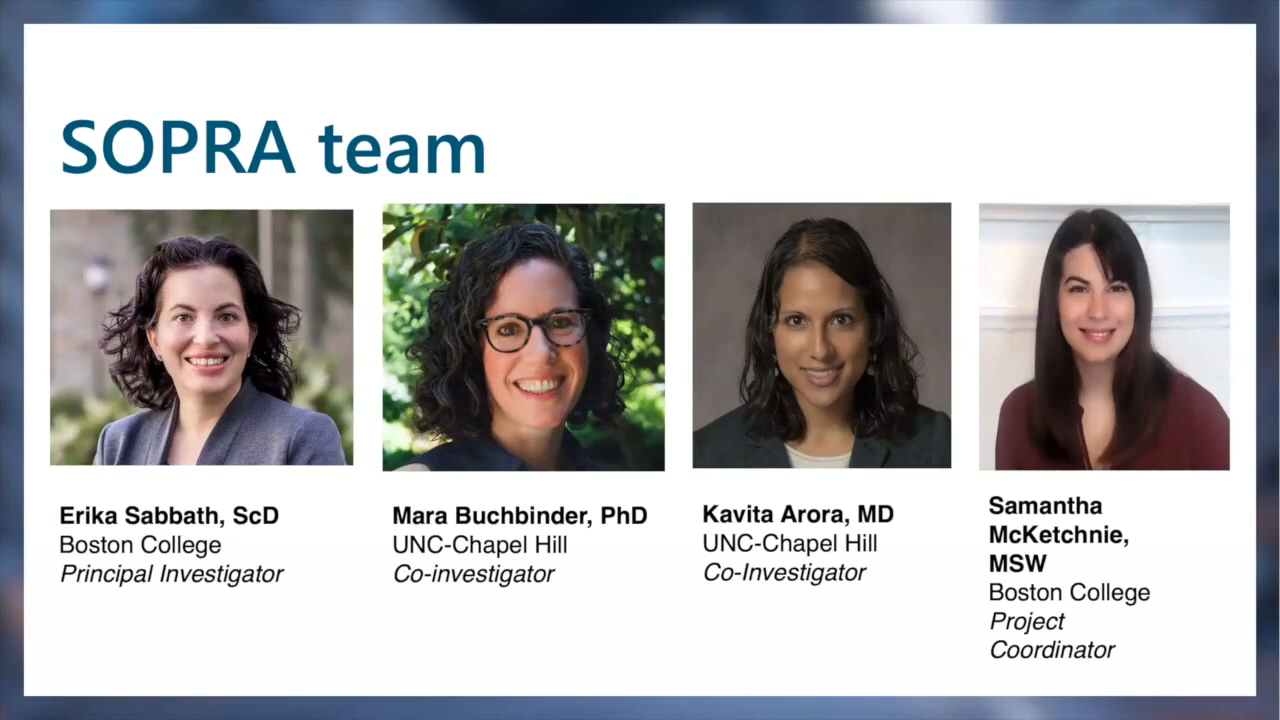 SOPRA team
Erika Sabbath, ScD
Boston College
Principal Investigator
Mara Buchbinder, PhD
UNC-Chapel Hill
Co-investigator
Kavita Arora, MD
UNC-Chapel Hill
Co-Investigator
Samantha
McKetchnie,
MSW
Boston College
Project
Coordinator